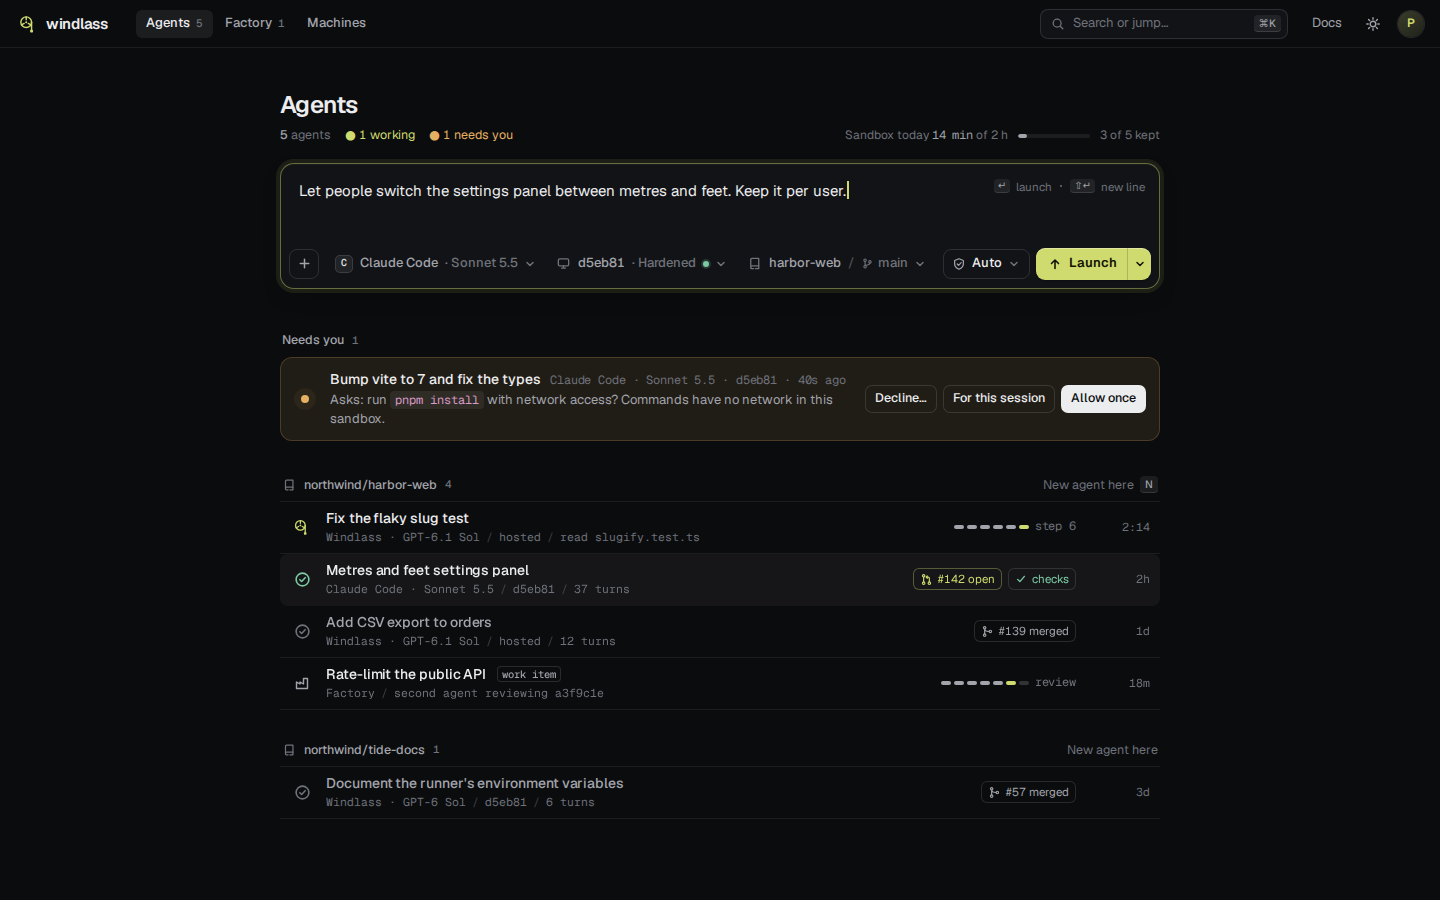 windlass Agents 5 Factory 1 Machines Search or jump... ⌘K Docs P
Agents
5 agents 1 working 1 needs you Sandbox today 14 min of 2 h 3 of 5 kept
Let people switch the settings panel between metres and feet. Keep it per user. ↵ launch · ⇧↵ new line
C Claude Code · Sonnet 5.5 d5eb81 · Hardened harbor-web / main Auto Launch
Needs you 1
Bump vite to 7 and fix the types Claude Code · Sonnet 5.5 · d5eb81 · 40s ago
Asks: run pnpm install with network access? Commands have no network in this
sandbox.
Decline... For this session Allow once
northwind/harbor-web 4 New agent here N
Fix the flaky slug test
Windlass · GPT-6.1 Sol / hosted / read slugify.test.ts
step 6 2:14
Metres and feet settings panel
Claude Code · Sonnet 5.5 / d5eb81 / 37 turns
#142 open checks 2h
Add CSV export to orders
Windlass · GPT-6.1 Sol / hosted / 12 turns
#139 merged 1d
Rate-limit the public API work item
Factory / second agent reviewing a3f9c1e
review 18m
northwind/tide-docs 1 New agent here
Document the runner's environment variables
Windlass · GPT-6 Sol / d5eb81 / 6 turns
#57 merged 3d